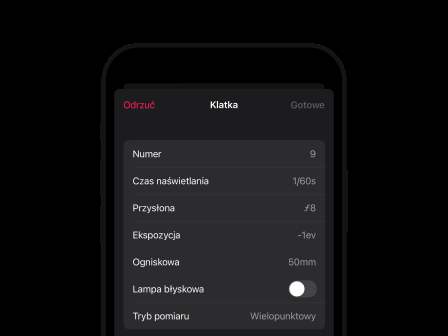 Odrzuć Klatka Gotowe
Numer 9
Czas naświetlania 1/60s
Przysłona ƒ8
Ekspozycja -1ev
Ogniskowa 50mm
Lampa błyskowa
Tryb pomiaru Wielopunktowy